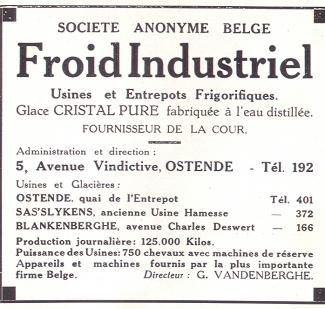 SOCIETE ANONYME BELGE
Froid Industriel
Usines et Entrepots Frigorifiques.
Glace CRISTAL PURE fabriquée à l'eau distillée.
FOURNISSEUR DE LA COUR.
Administration et direction :
5, Avenue Vindictive, OSTENDE - Tél. 192
Usines et Glacières :
OSTENDE, quai de l'Entrepot Tél. 401
SAS'SLYKENS, ancienne Usine Hamesse — 372
BLANKENBERGHE, avenue Charles Deswert — 166
Production journalière: 125.000 Kilos.
Puissance des Usines: 750 chevaux avec machines de réserve
Appareils et machines fournis par la plus importante
firme Belge. Directeur : G. VANDENBERGHE.